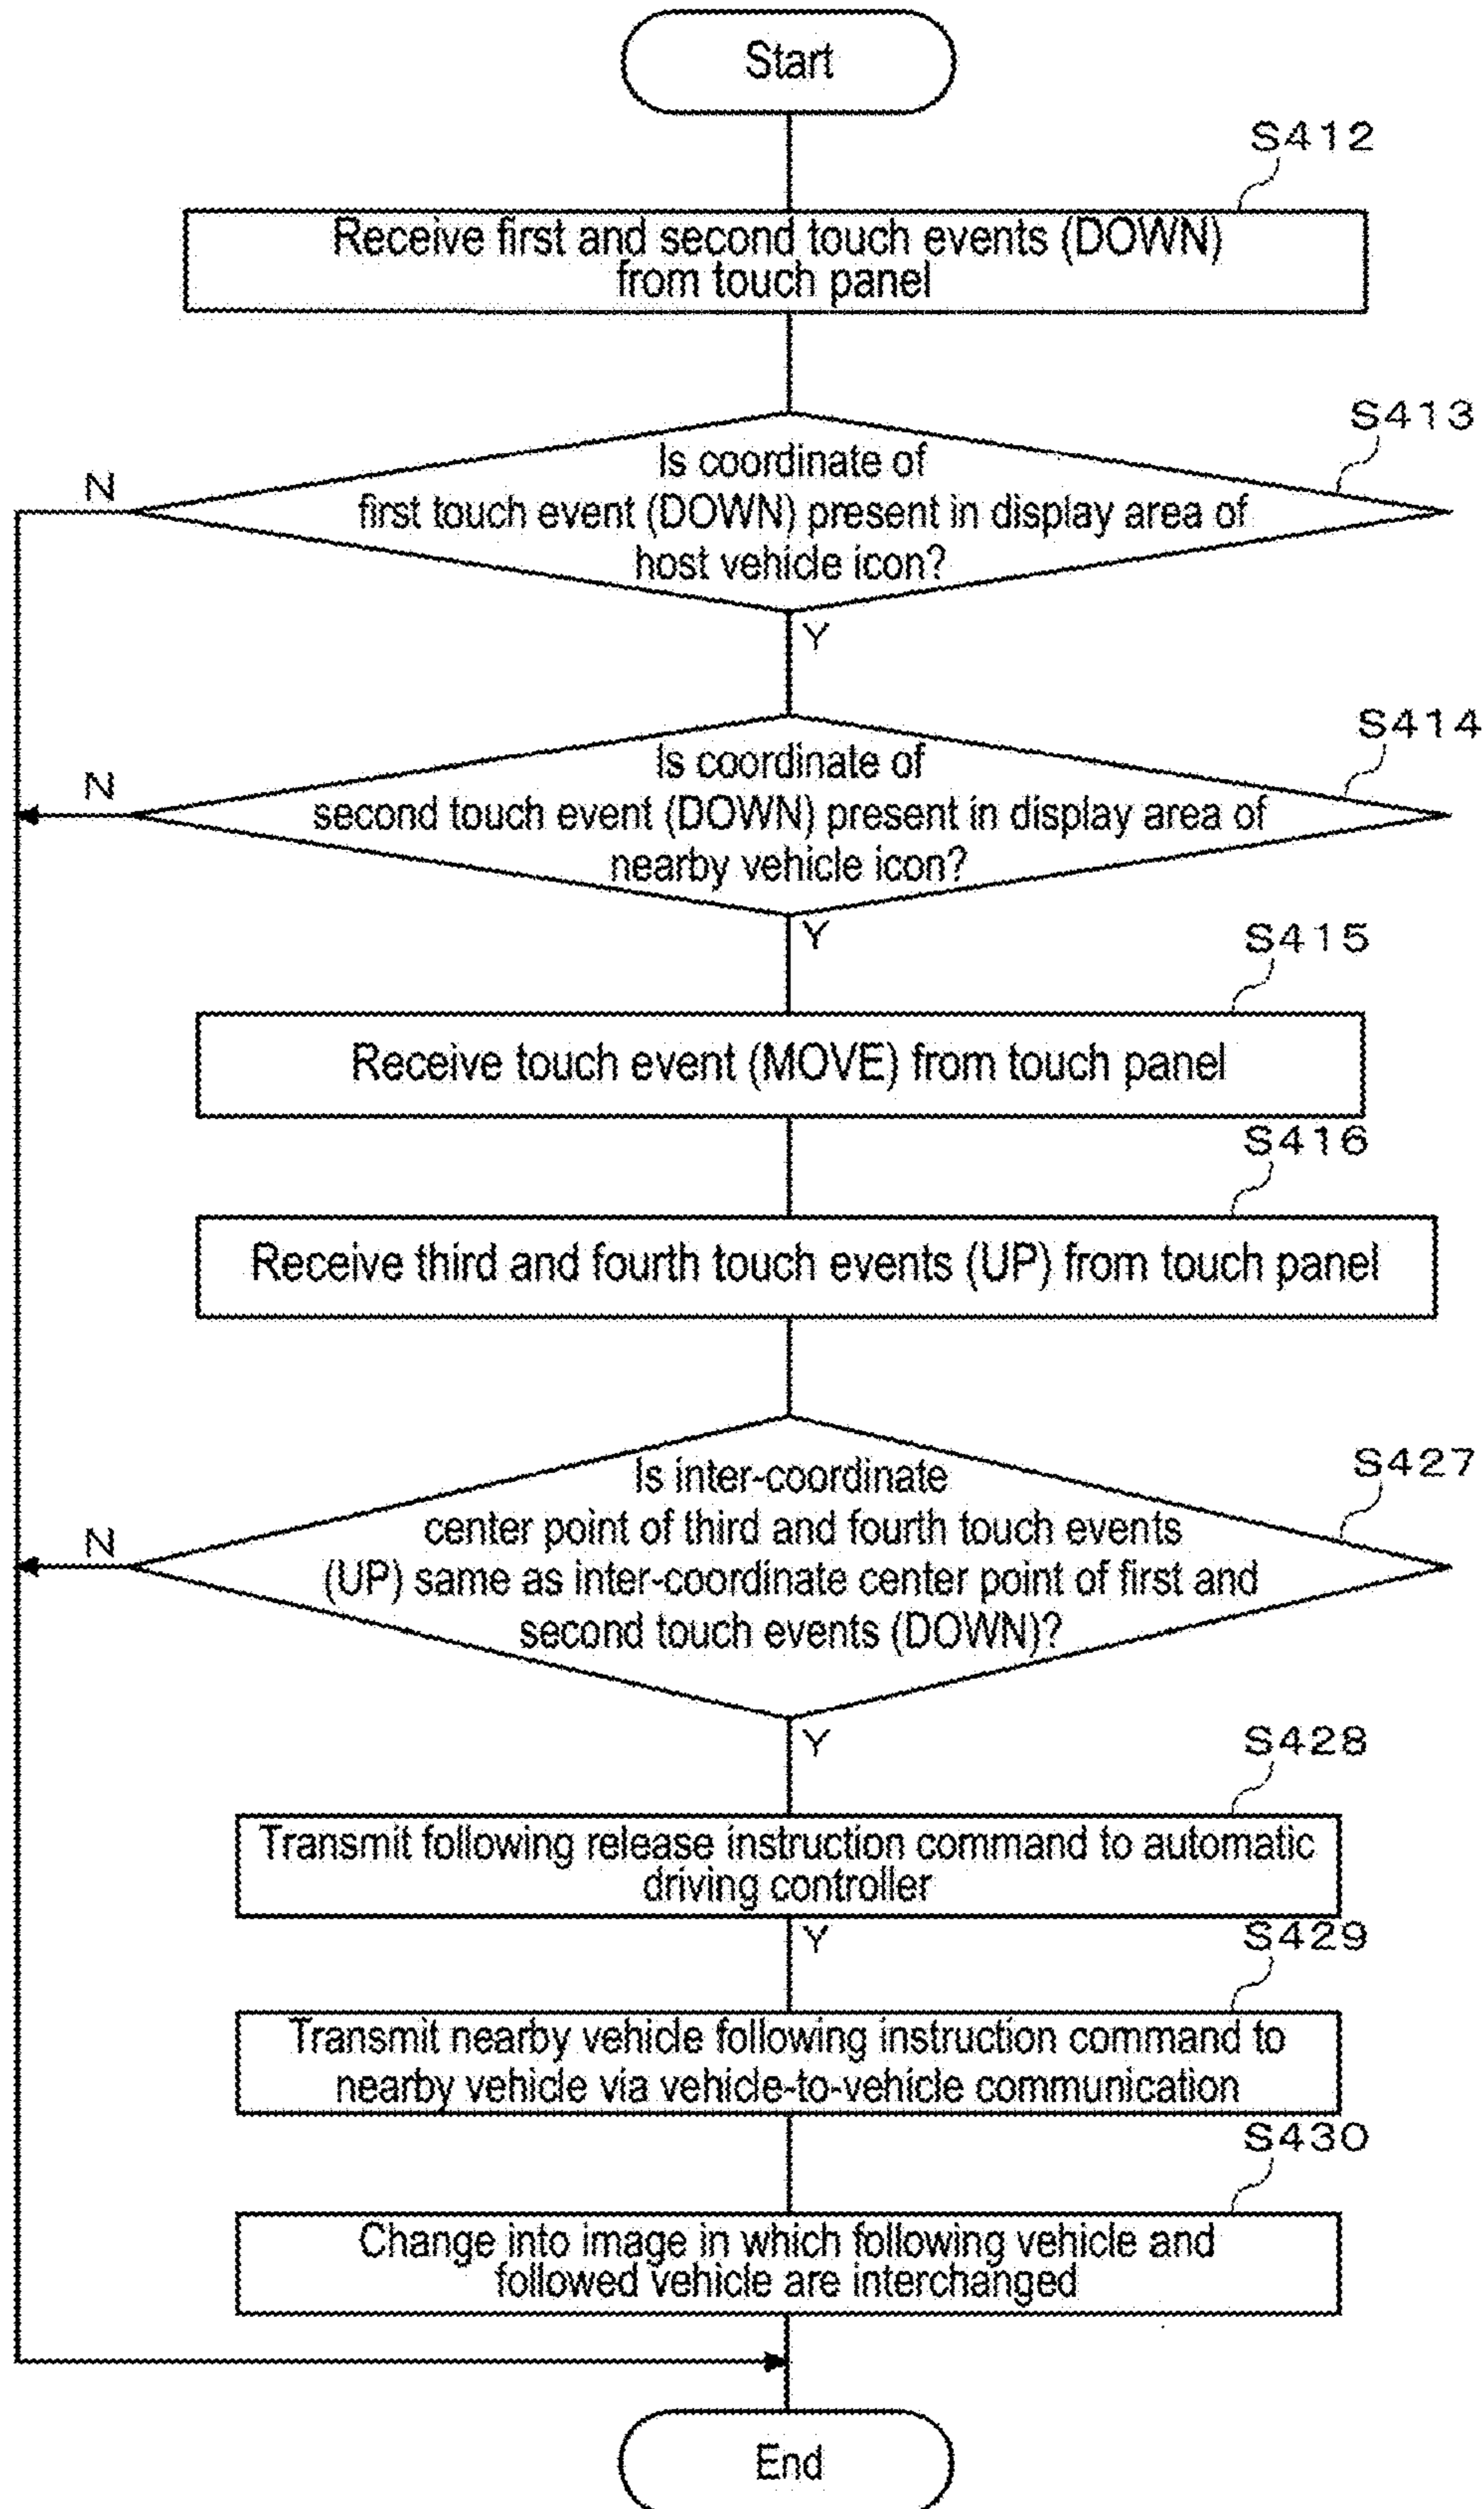 Start
S412
Receive first and second touch events (DOWN)
from touch panel
S413
N
Is coordinate of
first touch event (DOWN) present in display area of
host vehicle icon?
Y
S414
N
Is coordinate of
second touch event (DOWN) present in display area of
nearby vehicle icon?
Y
S415
Receive touch event (MOVE) from touch panel
S416
Receive third and fourth touch events (UP) from touch panel
S427
N
Is inter-coordinate
center point of third and fourth touch events
(UP) same as inter-coordinate center point of first and
second touch events (DOWN)?
Y
S428
Transmit following release instruction command to automatic
driving controller
Y
S429
Transmit nearby vehicle following instruction command to
nearby vehicle via vehicle-to-vehicle communication
S430
Change into image in which following vehicle and
followed vehicle are interchanged
End